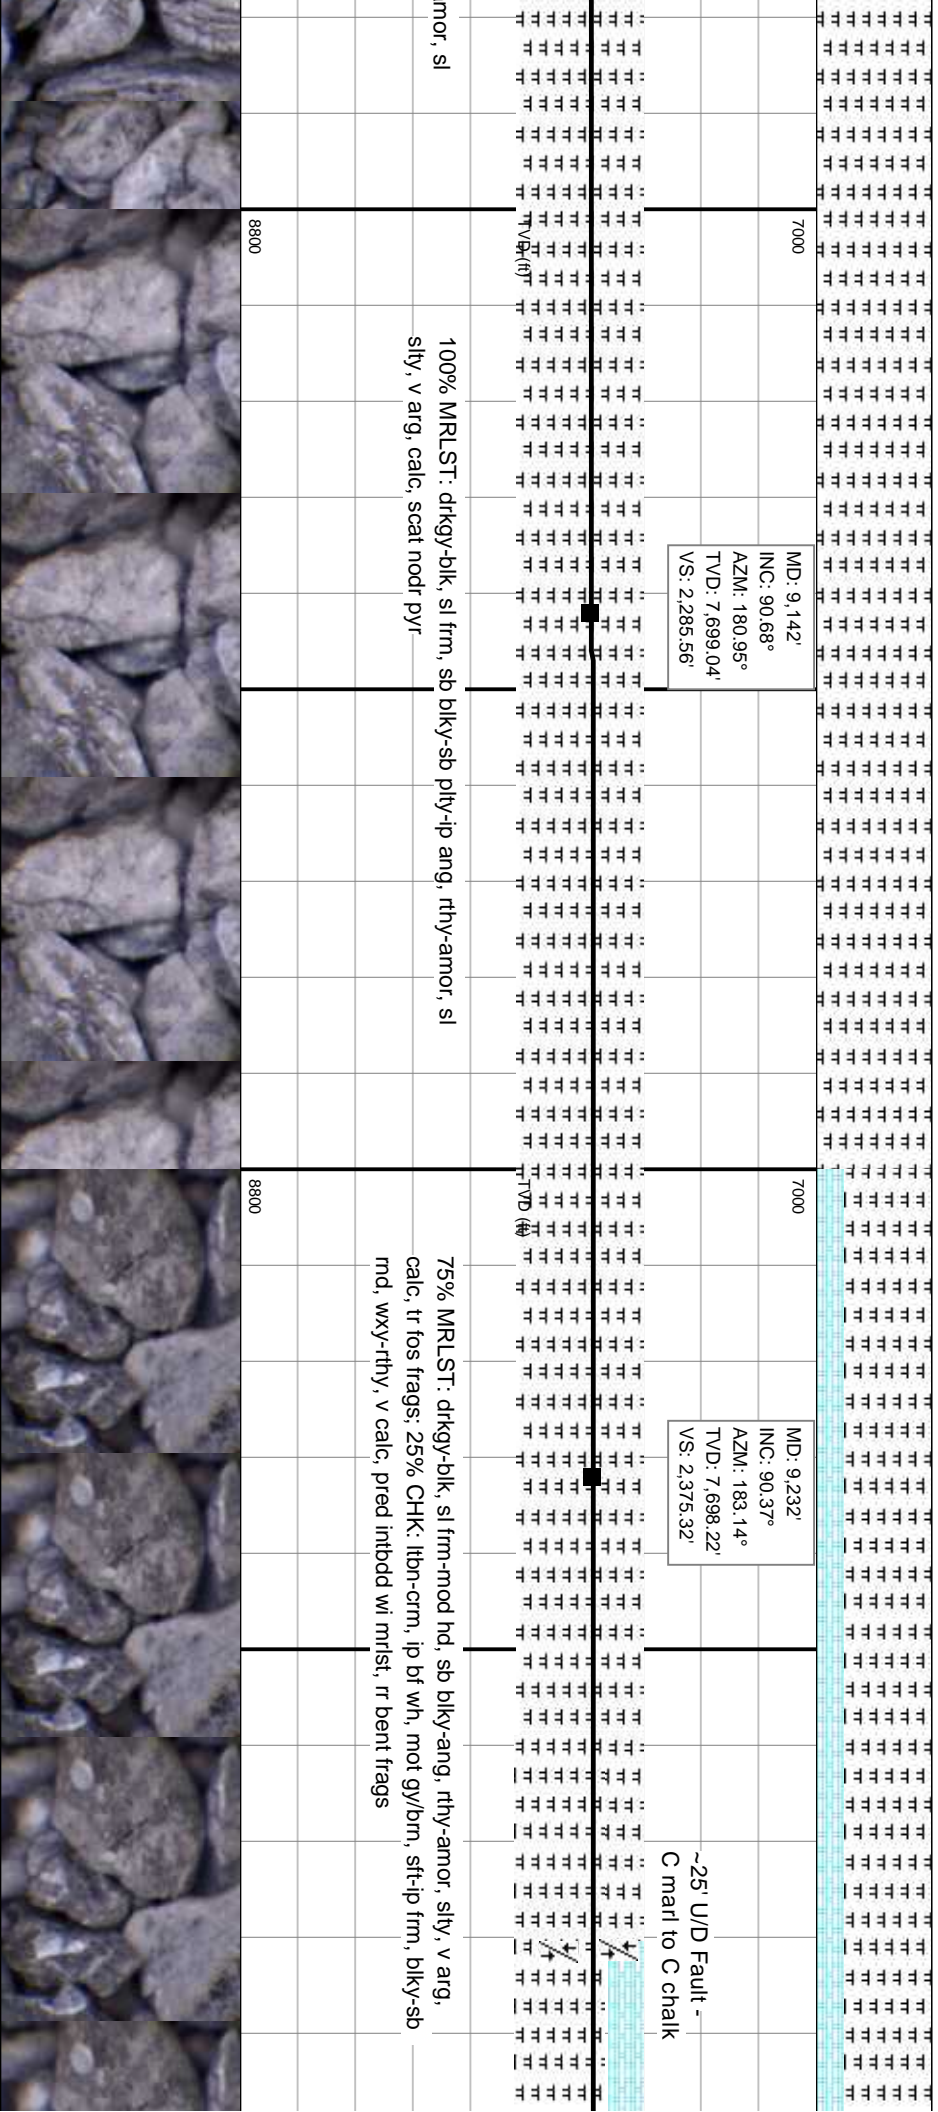 mor, sl
7000
TVD (ft)
8800
MD: 9,142'
INC: 90.68°
AZM: 180.95°
TVD: 7,699.04'
VS: 2,285.56'
100% MRLST: drkgy-blk, sl frm, sb blky-sb plty-ip ang, rthy-amor, sl
slty, v arg, calc, scat nodr pyr
7000
TVD (ft)
8800
MD: 9,232'
INC: 90.37°
AZM: 183.14°
TVD: 7,698.22'
VS: 2,375.32'
75% MRLST: drkgy-blk, sl frm-mod hd, sb blky-ang, rthy-amor, slty, v arg,
calc, tr fos frags; 25% CHK: ltbn-crm, ip bf wh, mot gy/brn, sft-ip frm, blky-sb
rnd, wxy-rthy, v calc, pred intbdd wi mrlst, rr bent frags
~25' U/D Fault -
C marl to C chalk